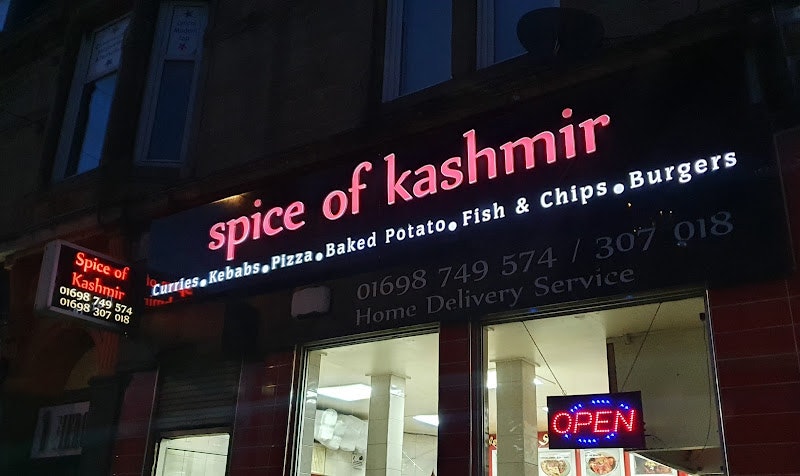 spice of kashmir
Curries. Kebabs. Pizza. Baked Potato. Fish & Chips. Burgers
01698 749 574 / 307 018
Home Delivery Service
Spice of
Kashmir
01698 749 574
01698 307 018
OPEN